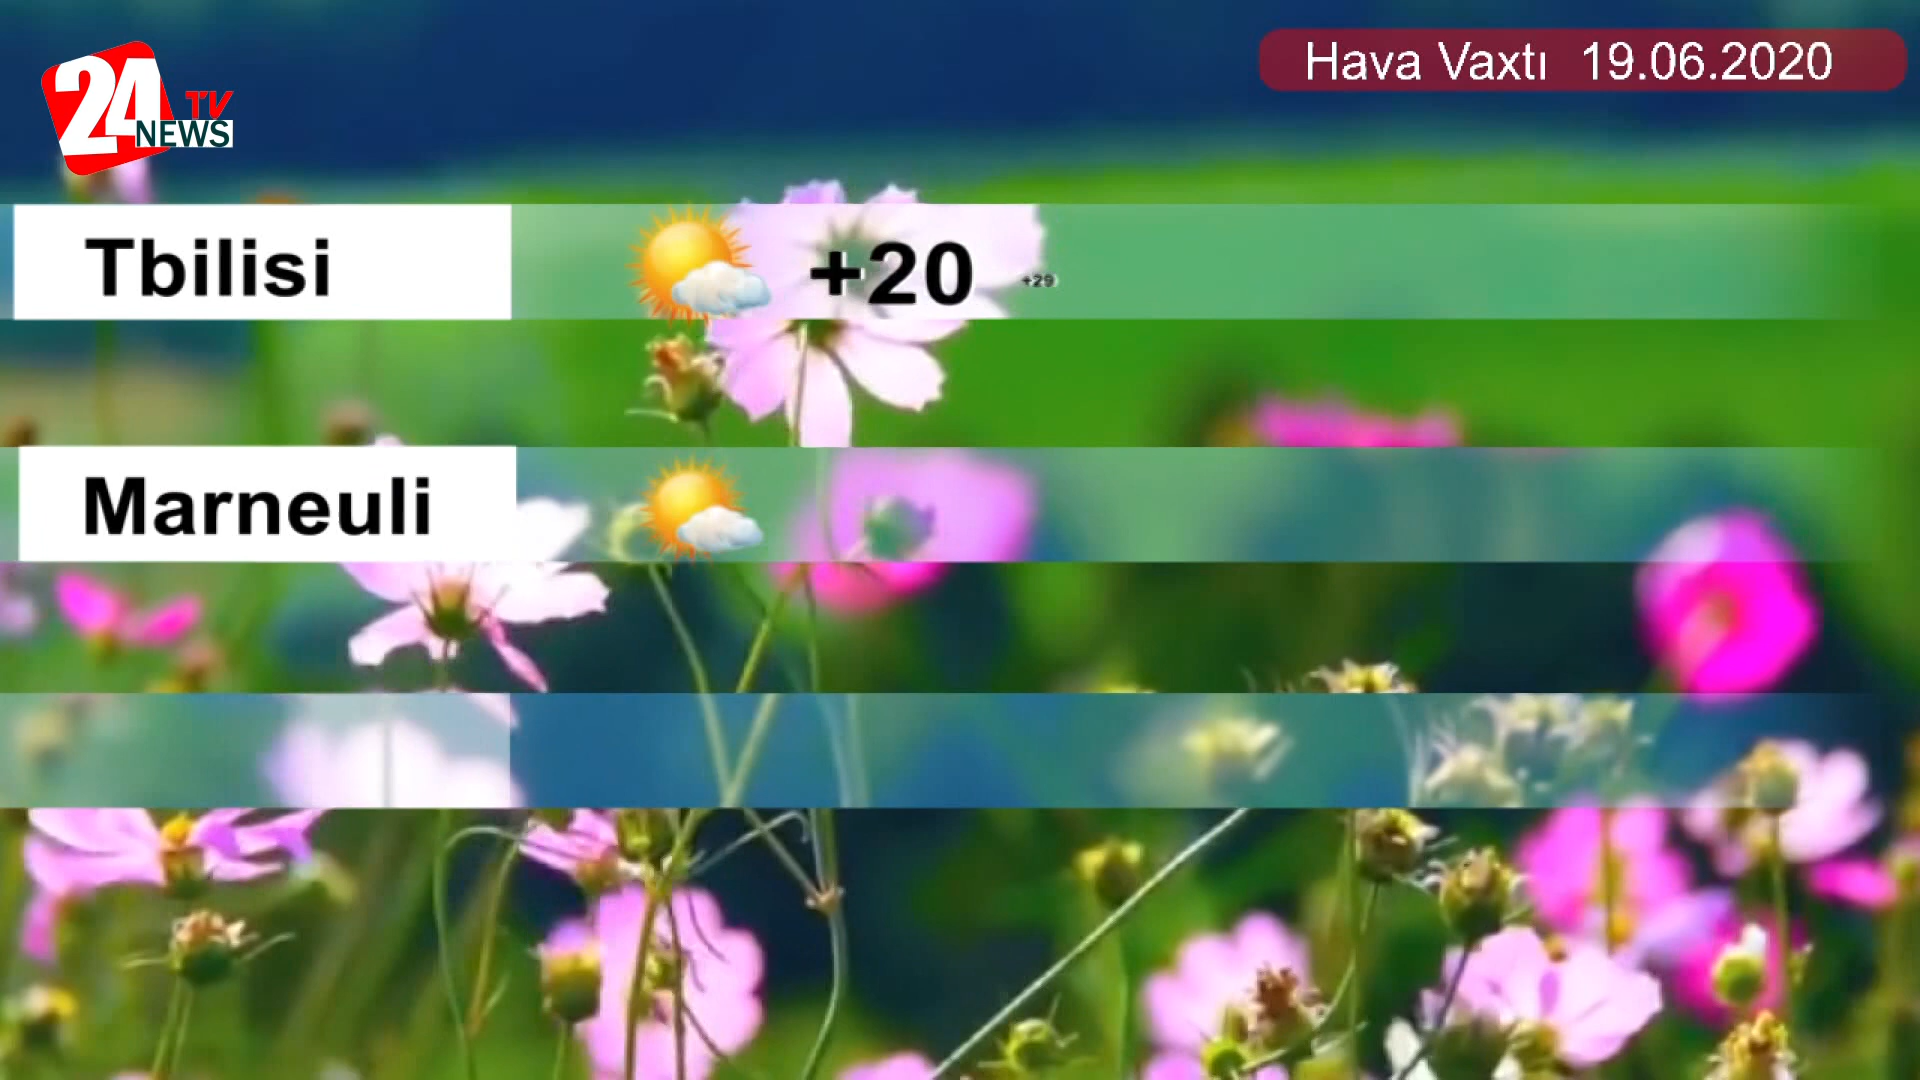 24 TV
NEWS
Hava Vaxtı 19.06.2020
Tbilisi +20 +29
Marneuli